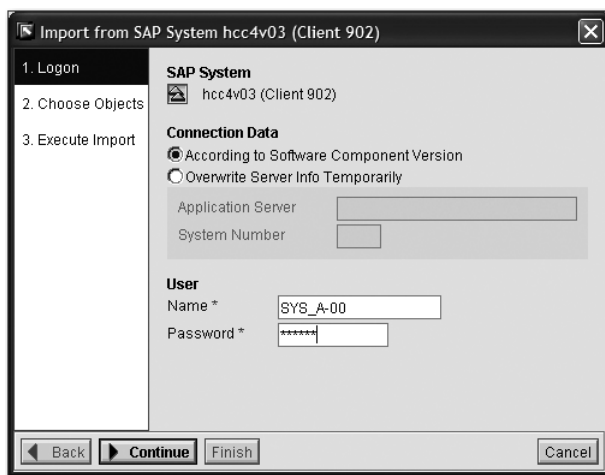 Import from SAP System hcc4v03 (Client 902)
1. Logon
2. Choose Objects
3. Execute Import
SAP System
hcc4v03 (Client 902)
Connection Data
According to Software Component Version
Overwrite Server Info Temporarily
Application Server
System Number
User
Name * SYS_A-00
Password * ******
Back Continue Finish Cancel